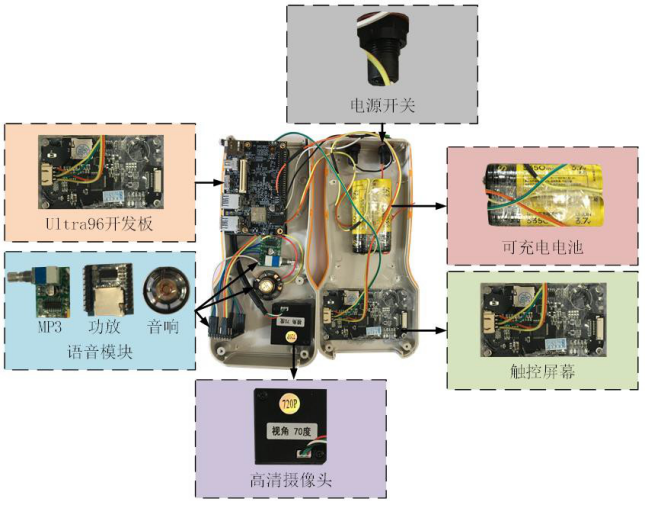 电源开关
Ultra96开发板
可充电电池
MP3 功放 音响
语音模块
触控屏幕
720P
视角 70度
高清摄像头